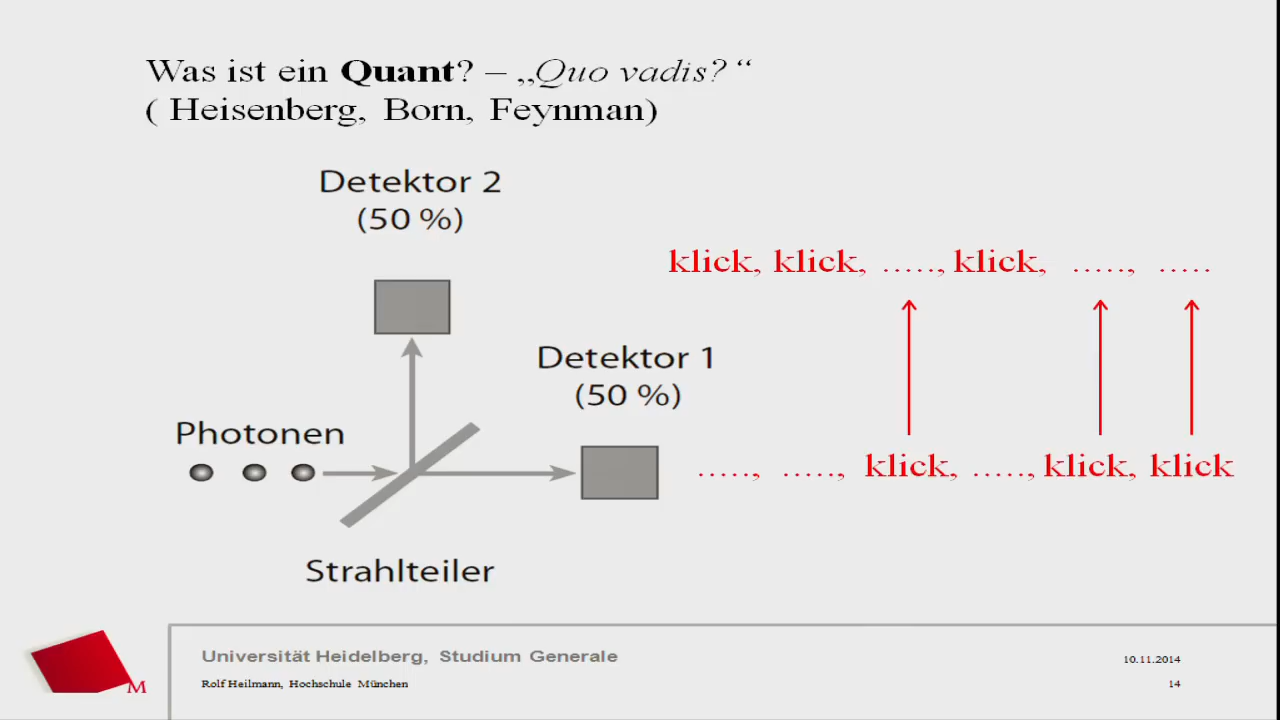 Was ist ein Quant? – „Quo vadis?“
( Heisenberg, Born, Feynman)
Detektor 2
(50 %)
klick, klick, ....., klick, ....., .....
Detektor 1
(50 %)
Photonen
....., ....., klick, ....., klick, klick
Strahlteiler
M
Universität Heidelberg, Studium Generale
10.11.2014
Rolf Heilmann, Hochschule München
14